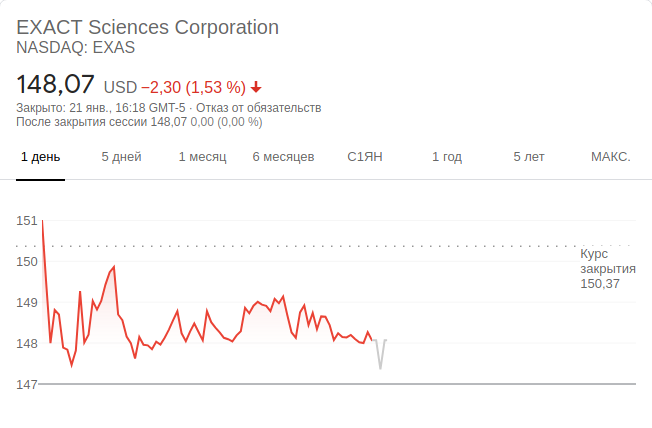 EXACT Sciences Corporation
NASDAQ: EXAS
148,07 USD −2,30 (1,53 %)
Закрыто: 21 янв., 16:18 GMT-5 · Отказ от обязательств
После закрытия сессии 148,07 0,00 (0,00 %)
1 день 5 дней 1 месяц 6 месяцев С1ЯН 1 год 5 лет МАКС.
151
150
149
148
147
Курс
закрытия
150,37